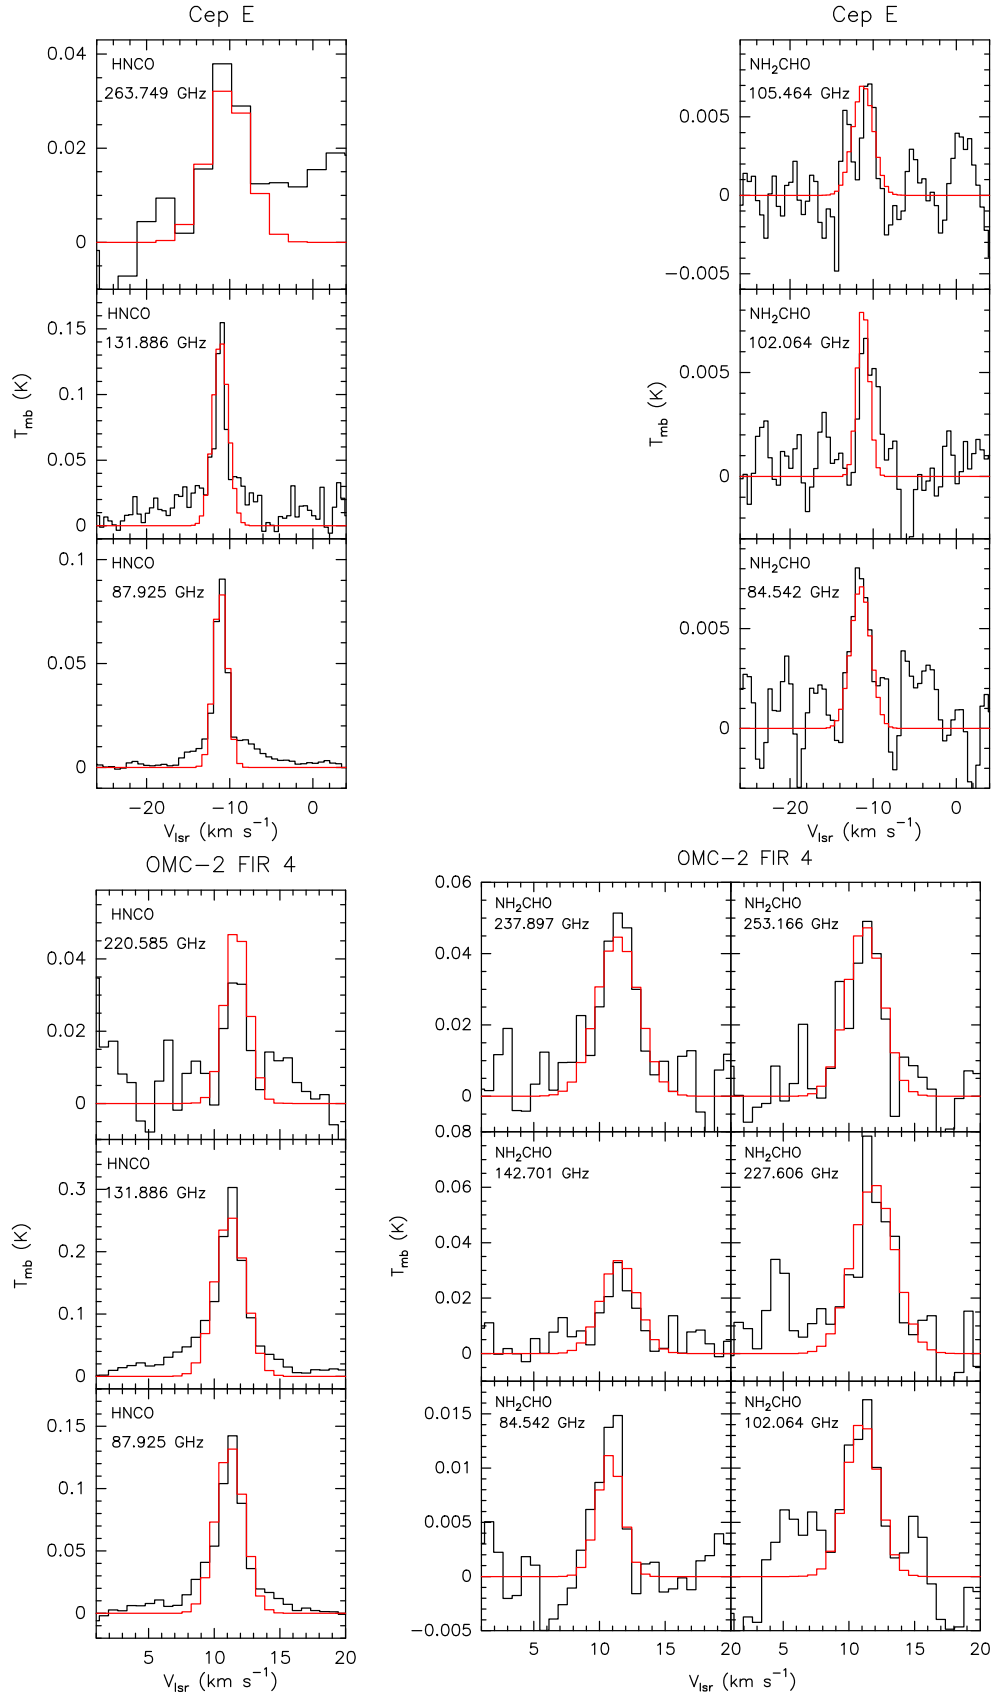 Cep E
HNCO
263.749 GHz
0.04
0.02
0
HNCO
131.886 GHz
0.15
0.1
0.05
0
T_mb (K)
HNCO
87.925 GHz
0.1
0.05
0
−20 −10 0
V_lsr (km s⁻¹)
Cep E
NH₂CHO
105.464 GHz
0.005
0
−0.005
NH₂CHO
102.064 GHz
0.005
0
T_mb (K)
NH₂CHO
84.542 GHz
0.005
0
−20 −10 0
V_lsr (km s⁻¹)
OMC−2 FIR 4
HNCO
220.585 GHz
0.04
0.02
0
HNCO
131.886 GHz
0.3
0.2
0.1
0
T_mb (K)
HNCO
87.925 GHz
0.15
0.1
0.05
0
5 10 15 20
V_lsr (km s⁻¹)
OMC−2 FIR 4
0.06
0.04
0.02
0
NH₂CHO
237.897 GHz
NH₂CHO
253.166 GHz
0.08
0.06
0.04
0.02
0
T_mb (K)
NH₂CHO
142.701 GHz
NH₂CHO
227.606 GHz
0.015
0.01
0.005
0
−0.005
NH₂CHO
84.542 GHz
NH₂CHO
102.064 GHz
5 10 15 20 5 10 15 20
V_lsr (km s⁻¹)